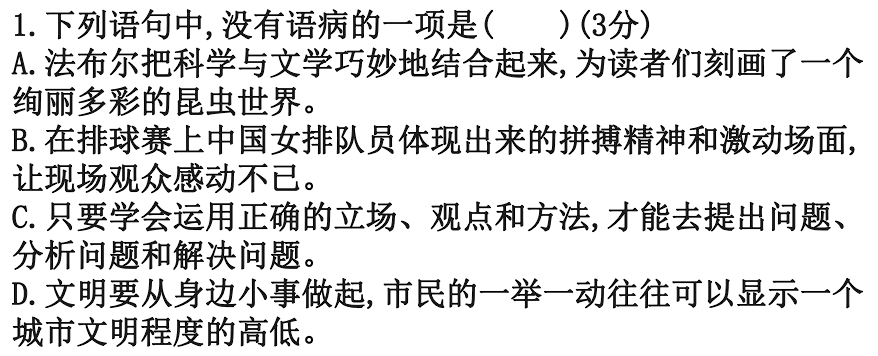 1.下列语句中,没有语病的一项是(　　)(3分)
A.法布尔把科学与文学巧妙地结合起来,为读者们刻画了一个
绚丽多彩的昆虫世界。
B.在排球赛上中国女排队员体现出来的拼搏精神和激动场面,
让现场观众感动不已。
C.只要学会运用正确的立场、观点和方法,才能去提出问题、
分析问题和解决问题。
D.文明要从身边小事做起,市民的一举一动往往可以显示一个
城市文明程度的高低。